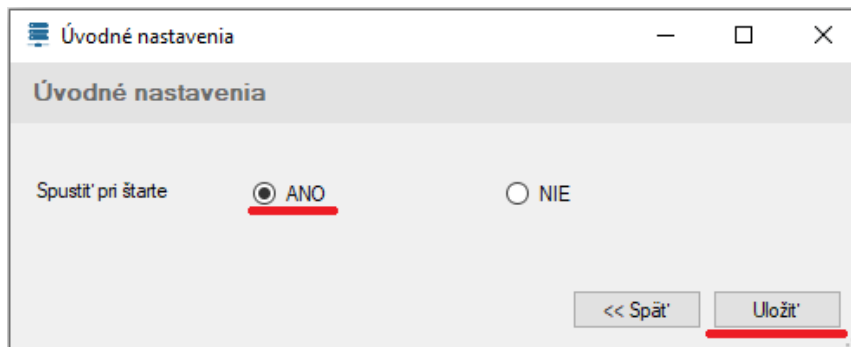 Úvodné nastavenia
Úvodné nastavenia
Spustiť pri štarte ANO NIE
<< Späť Uložiť